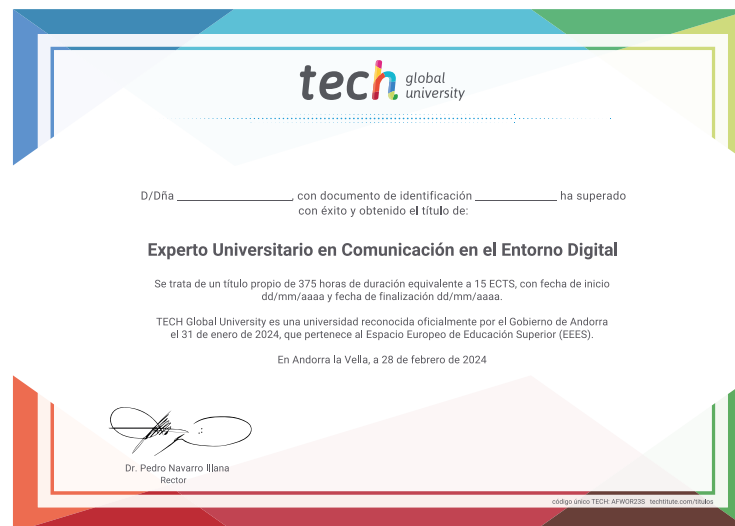 tech global university
D/Dña ____________________, con documento de identificación ______________ ha superado
con éxito y obtenido el título de:
Experto Universitario en Comunicación en el Entorno Digital
Se trata de un título propio de 375 horas de duración equivalente a 15 ECTS, con fecha de inicio
dd/mm/aaaa y fecha de finalización dd/mm/aaaa.
TECH Global University es una universidad reconocida oficialmente por el Gobierno de Andorra
el 31 de enero de 2024, que pertenece al Espacio Europeo de Educación Superior (EEES).
En Andorra la Vella, a 28 de febrero de 2024
Dr. Pedro Navarro Illana
Rector
código único TECH: AFWOR23S techtitute.com/titulos